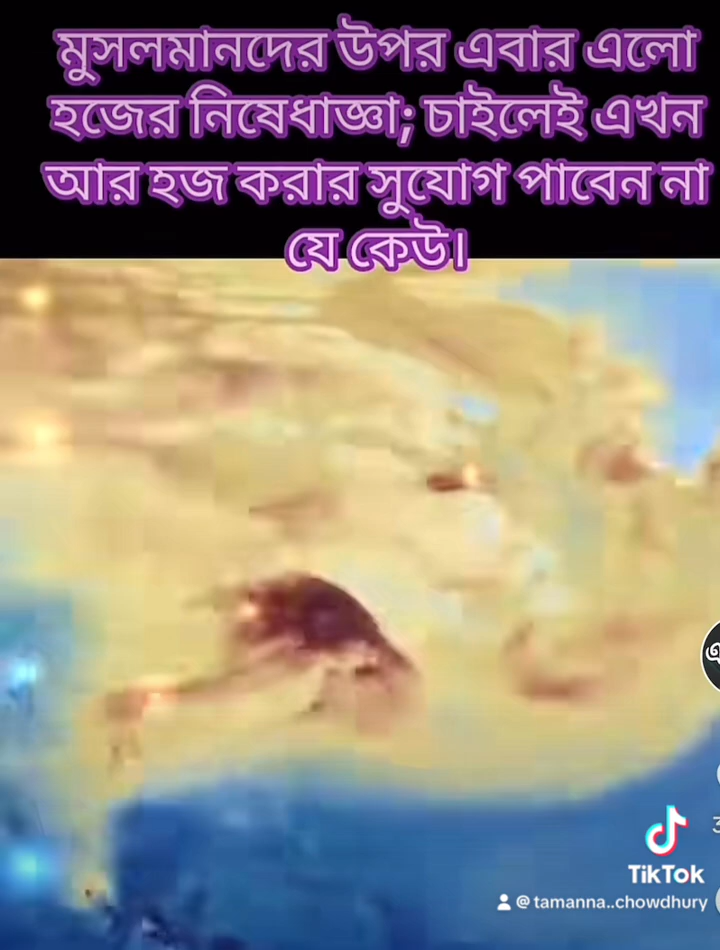 মুসলমানদের উপর এবার এলো
হজের নিষেধাজ্ঞা; চাইলেই এখন
আর হজ করার সুযোগ পাবেন না
যে কেউ।
TikTok
@tamanna..chowdhury